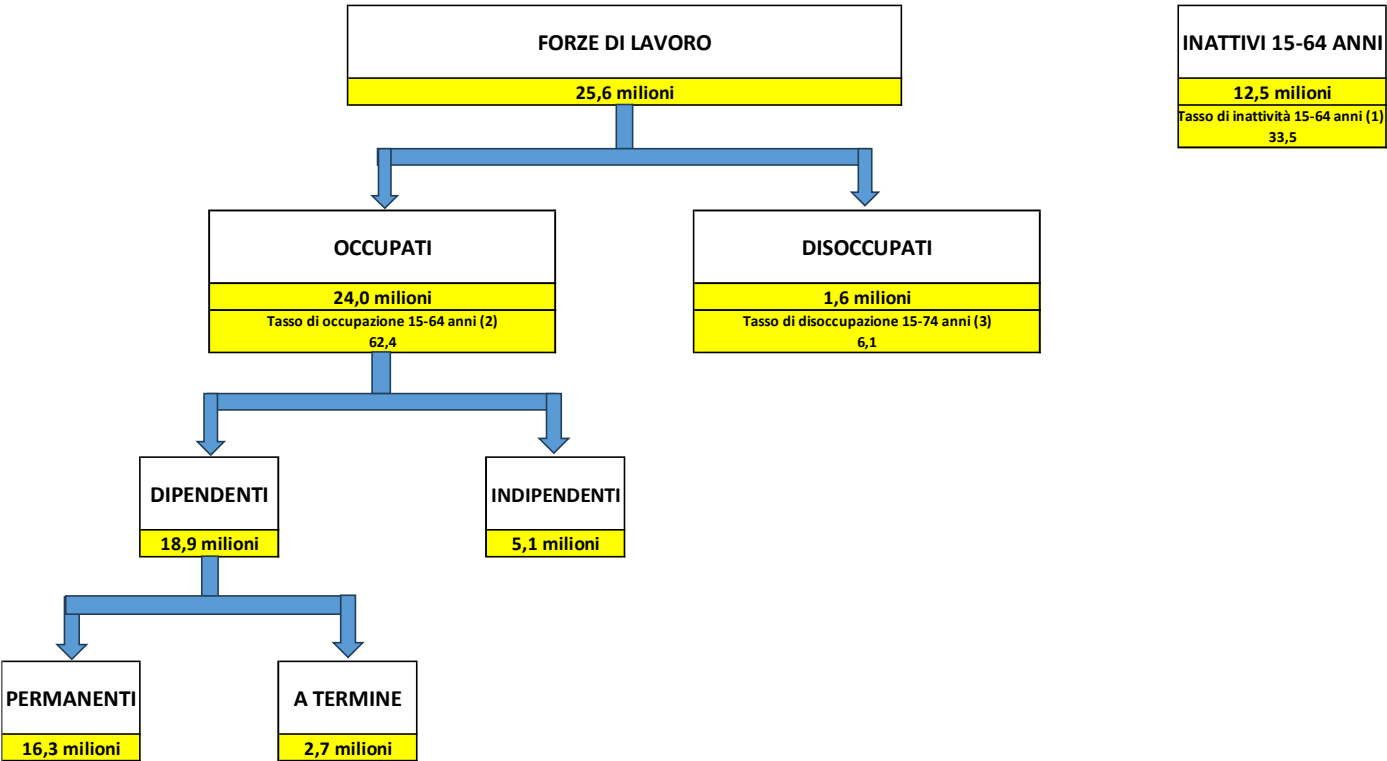 FORZE DI LAVORO
25,6 milioni
INATTIVI 15-64 ANNI
12,5 milioni
Tasso di inattività 15-64 anni (1)
33,5
OCCUPATI
24,0 milioni
Tasso di occupazione 15-64 anni (2)
62,4
DISOCCUPATI
1,6 milioni
Tasso di disoccupazione 15-74 anni (3)
6,1
DIPENDENTI
18,9 milioni
INDIPENDENTI
5,1 milioni
PERMANENTI
16,3 milioni
A TERMINE
2,7 milioni